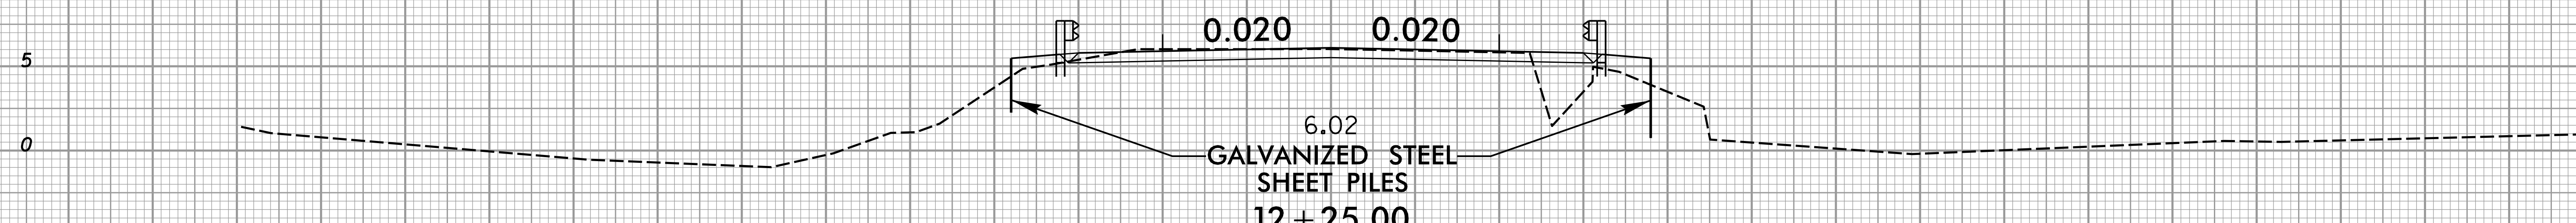 0.020 0.020
5
6.02
0
GALVANIZED STEEL
SHEET PILES
12+25.00